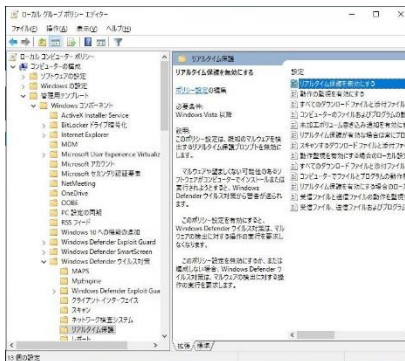 ローカル グループ ポリシー エディター
ファイル(F) 操作(A) 表示(V) ヘルプ(H)
ローカル コンピューター ポリシー
コンピューターの構成
ソフトウェアの設定
Windows の設定
管理用テンプレート
Windows コンポーネント
ActiveX Installer Service
BitLocker ドライブ暗号化
Internet Explorer
MDM
Microsoft User Experience Virtualiz
Microsoft アカウント
Microsoft セカンダリ認証要素
NetMeeting
OneDrive
OOBE
PC 設定の同期
RSS フィード
Windows 10 への機能の追加
Windows Defender Exploit Guard
Windows Defender SmartScreen
Windows Defender ウイルス対策
MAPS
MpEngine
Windows Defender Exploit Gua
クライアント インターフェイス
スキャン
ネットワーク検査システム
リアルタイム保護
レポート
13 個の設定
リアルタイム保護
リアルタイム保護を無効にする
ポリシー設定の編集
必要条件:
Windows Vista 以降
説明:
このポリシー設定は、既知のマルウェアを検
出するリアルタイム保護プロンプトを無効に
します。
マルウェアや望ましくない可能性のあるソ
フトウェアがコンピューターでインストールまたは
実行されようとすると、Windows
Defender ウイルス対策から警告が送られ
ます。
このポリシー設定を有効にすると、
Windows Defender ウイルス対策は、マル
ウェアの検出に対する操作の実行を要求し
なくなります。
このポリシー設定を無効にするか、または
構成しない場合、Windows Defender ウ
イルス対策は、マルウェアの検出に対する操
作の実行を要求します。
設定
リアルタイム保護を無効にする
動作の監視を有効にする
すべてのダウンロード ファイルと添付ファイ
コンピューターのファイルとプログラムの動
未加工ボリューム書き込み通知を有効に
リアルタイム保護が有効な場合は常にプロ
スキャンするダウンロード ファイルと添付ファ
動作監視を有効にする場合のローカル設
すべてのダウンロード ファイルと添付ファイ
コンピューターでファイルとプログラムの動作
リアルタイム保護を有効にする場合のロー
受信ファイルと送信ファイルの動作を監視
受信ファイル、送信ファイルおよびプログラ
拡張 標準